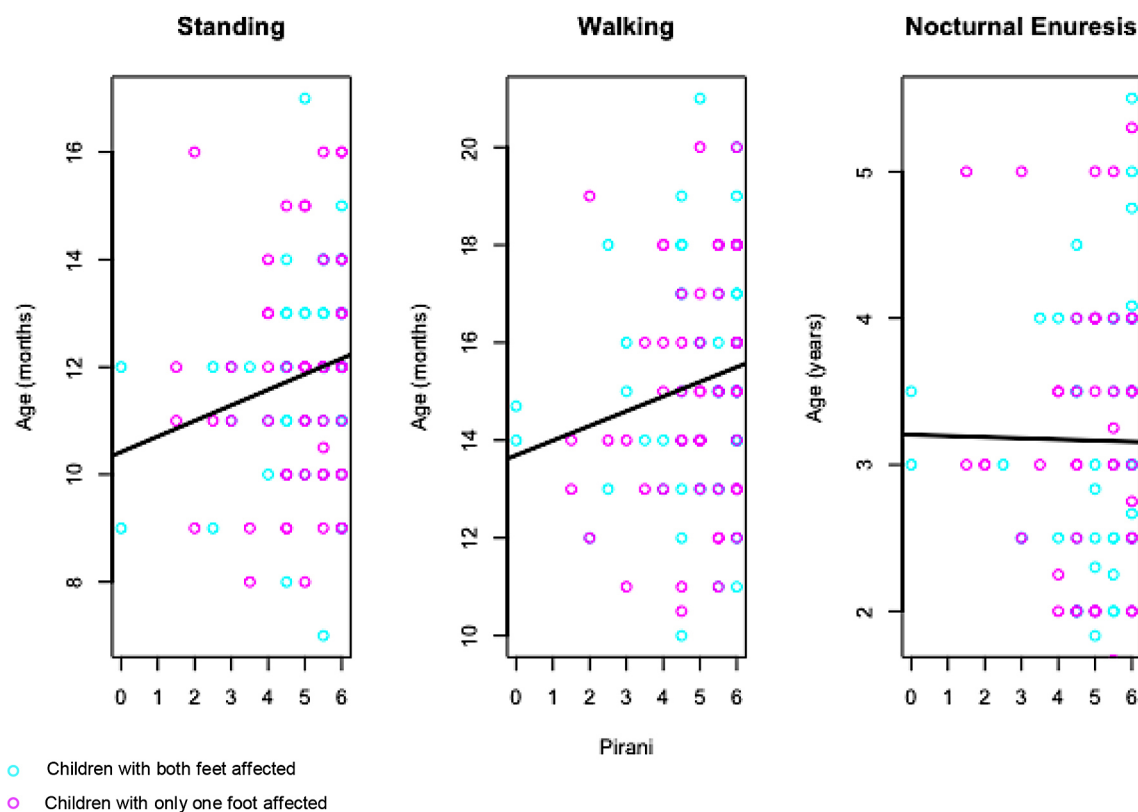 Standing
Walking
Nocturnal Enuresis
Age (months)
16
14
12
10
8
0 1 2 3 4 5 6
Age (months)
20
18
16
14
12
10
0 1 2 3 4 5 6
Age (years)
5
4
3
2
0 1 2 3 4 5 6
Pirani
Children with both feet affected
Children with only one foot affected